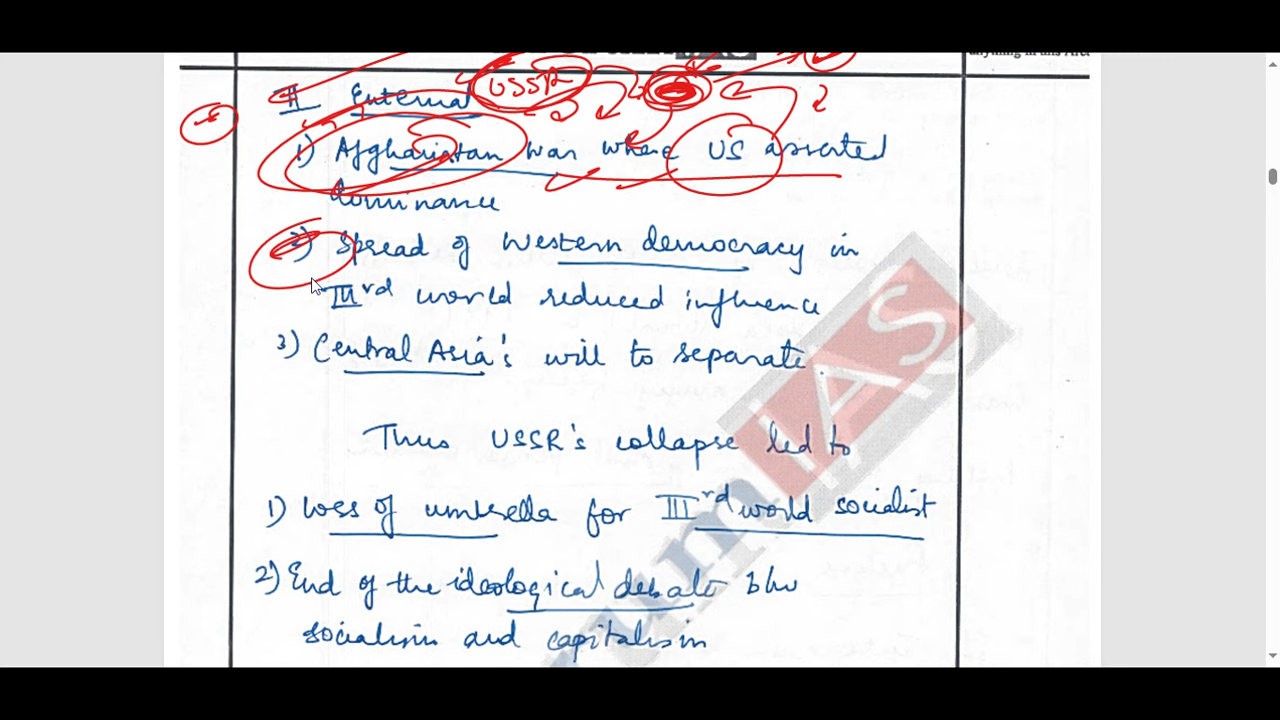 USSR
II External
1) Afghanistan war where US asserted
dominance
2) Spread of Western democracy in
IIIrd world reduced influence
3) Central Asia's will to separate.
Thus USSR's collapse led to
1) Loss of umbrella for IIIrd world socialist
2) End of the ideological debate b/w
socialism and capitalism
IAS
rum